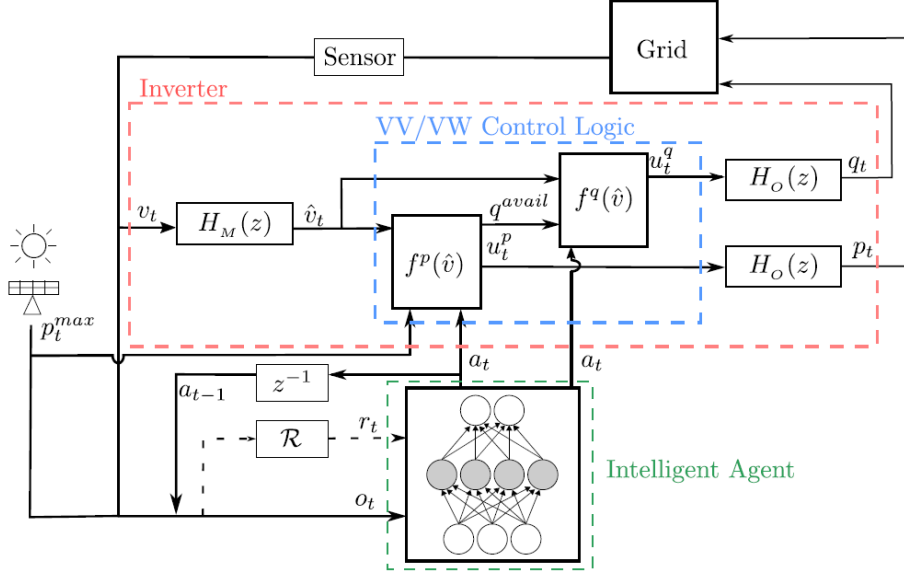 Grid
Sensor
Inverter
VV/VW Control Logic
u_t^q
H_O(z)
q_t
f^q(v̂)
v_t
H_M(z)
v̂_t
q^{avail}
u_t^p
f^p(v̂)
H_O(z)
p_t
p_t^{max}
a_t
a_t
a_{t−1}
z^{−1}
ℛ
r_t
Intelligent Agent
o_t